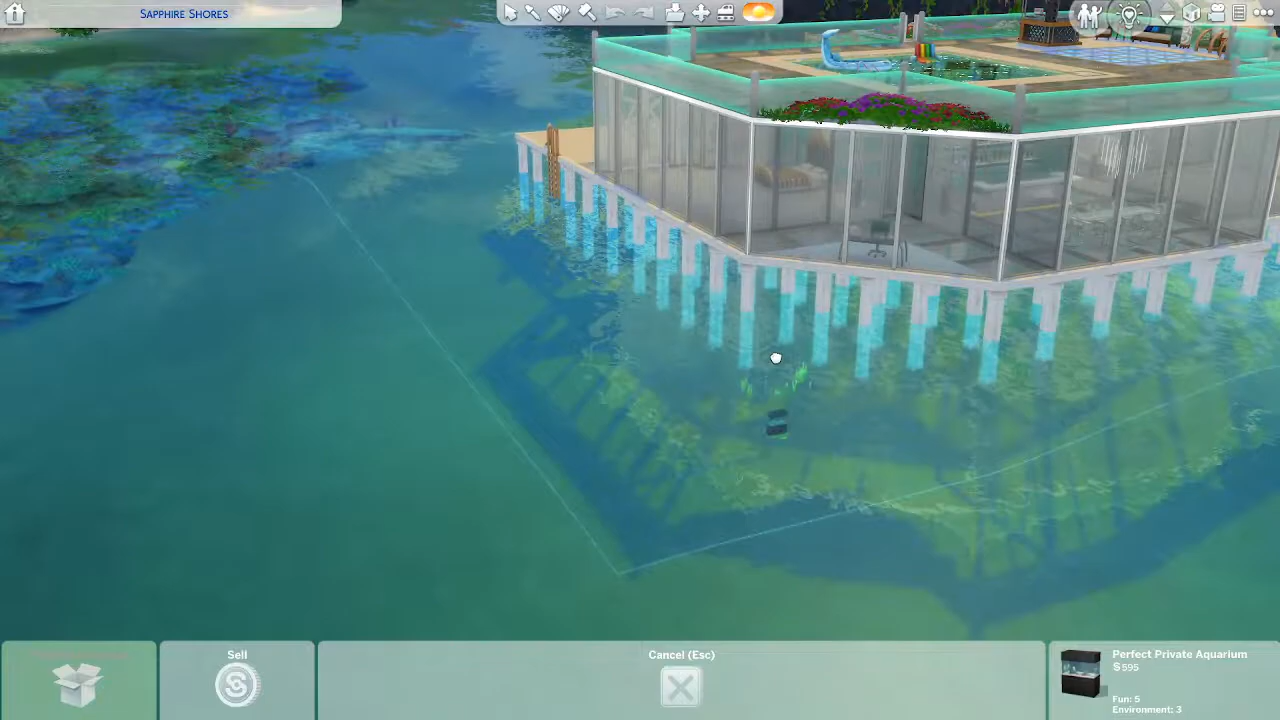 SAPPHIRE SHORES
Sell
Cancel (Esc)
Perfect Private Aquarium
§595
Fun: 5
Environment: 3